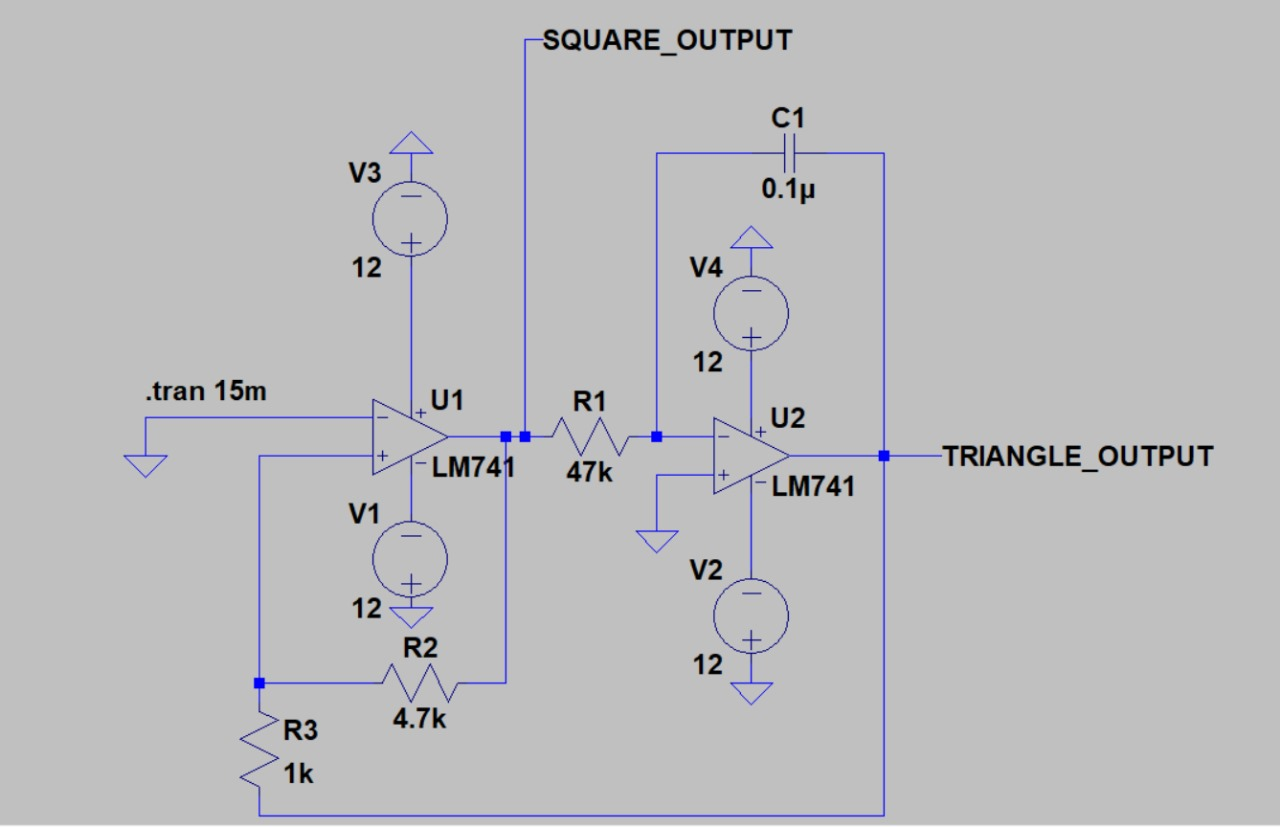 SQUARE_OUTPUT
C1
0.1µ
V3
12
V4
12
.tran 15m
U1
LM741
R1
47k
U2
LM741
TRIANGLE_OUTPUT
V1
12
V2
12
R2
4.7k
R3
1k